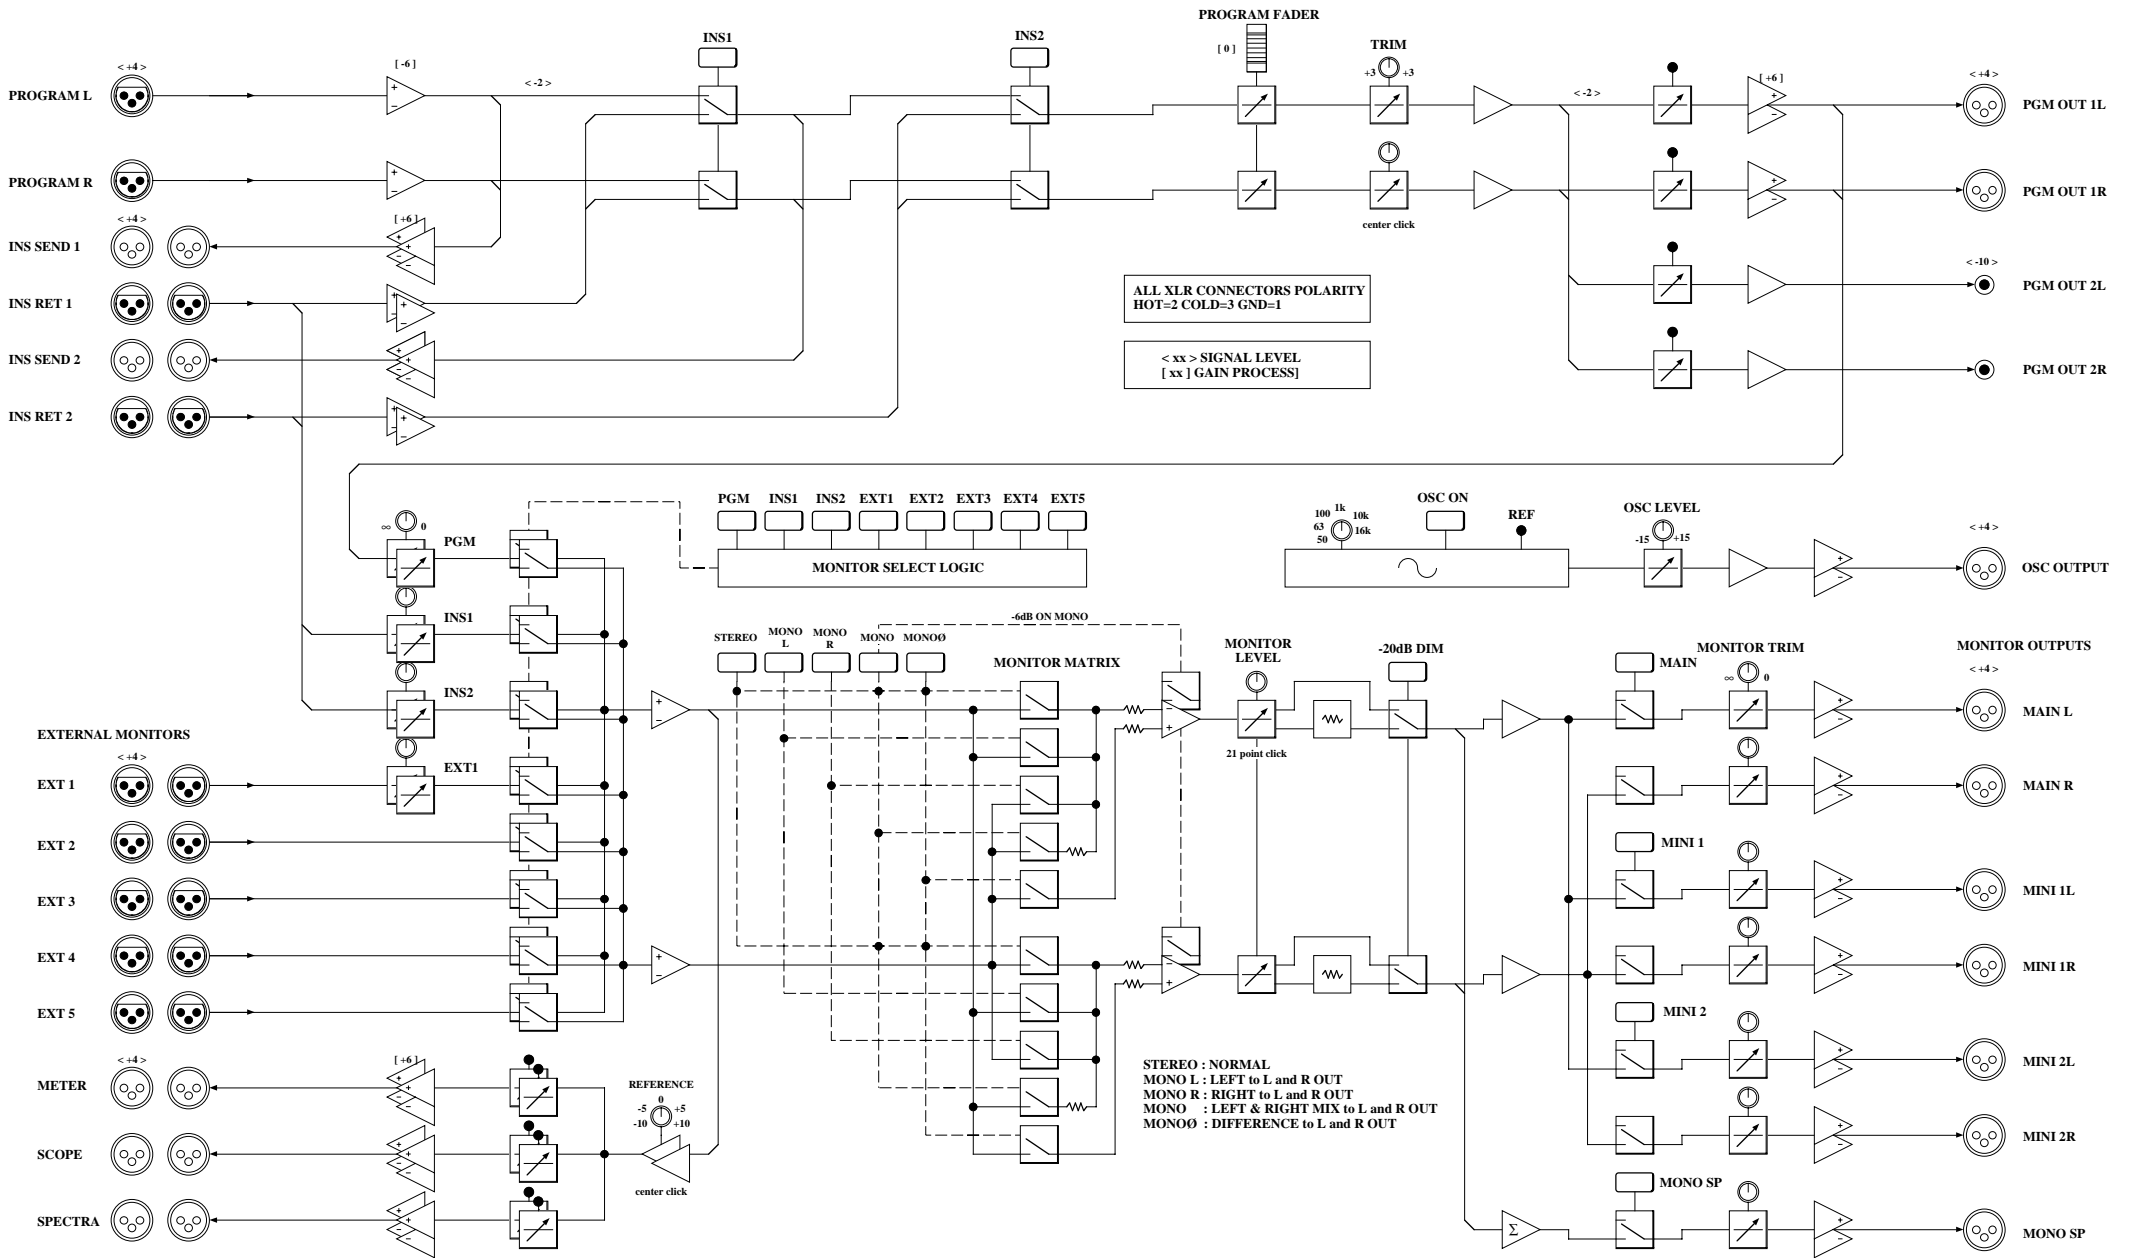 PROGRAM FADER
INS1
INS2
[ 0 ]
TRIM
< +4 >
[ -6 ]
< -2 >
+3 +3
< -2 >
[ +6 ]
< +4 >
PROGRAM L
+
−
+
−
PGM OUT 1L
PROGRAM R
+
−
+
−
PGM OUT 1R
center click
< +4 >
[ +6 ]
INS SEND 1
+ +
− −
< -10 >
INS RET 1
+ +
− −
ALL XLR CONNECTORS POLARITY
HOT=2 COLD=3 GND=1
PGM OUT 2L
INS SEND 2
+ +
− −
< xx > SIGNAL LEVEL
[ xx ] GAIN PROCESS]
PGM OUT 2R
INS RET 2
+ +
− −
PGM INS1 INS2 EXT1 EXT2 EXT3 EXT4 EXT5
MONITOR SELECT LOGIC
OSC ON
REF
50 63 100 1k 10k 16k
OSC LEVEL
-15 +15
+
−
< +4 >
OSC OUTPUT
∞ 0
PGM
INS1
INS2
EXT1
-6dB ON MONO
STEREO
MONO
L
MONO
R
MONO
MONOØ
MONITOR MATRIX
MONITOR
LEVEL
21 point click
-20dB DIM
MAIN
MONITOR TRIM
∞ 0
MONITOR OUTPUTS
< +4 >
+
−
−
+
+
−
MAIN L
EXTERNAL MONITORS
< +4 >
EXT 1
+
−
MAIN R
EXT 2
MINI 1
EXT 3
+
−
MINI 1L
EXT 4
+
−
−
+
+
−
MINI 1R
EXT 5
MINI 2
< +4 >
[ +6 ]
METER
+ +
− −
REFERENCE
-10 -5 0 +5 +10
center click
+
−
MINI 2L
STEREO : NORMAL
MONO L : LEFT to L and R OUT
MONO R : RIGHT to L and R OUT
MONO : LEFT & RIGHT MIX to L and R OUT
MONOØ : DIFFERENCE to L and R OUT
SCOPE
+ +
− −
+
−
MINI 2R
MONO SP
SPECTRA
+ +
− −
Σ
+
−
MONO SP